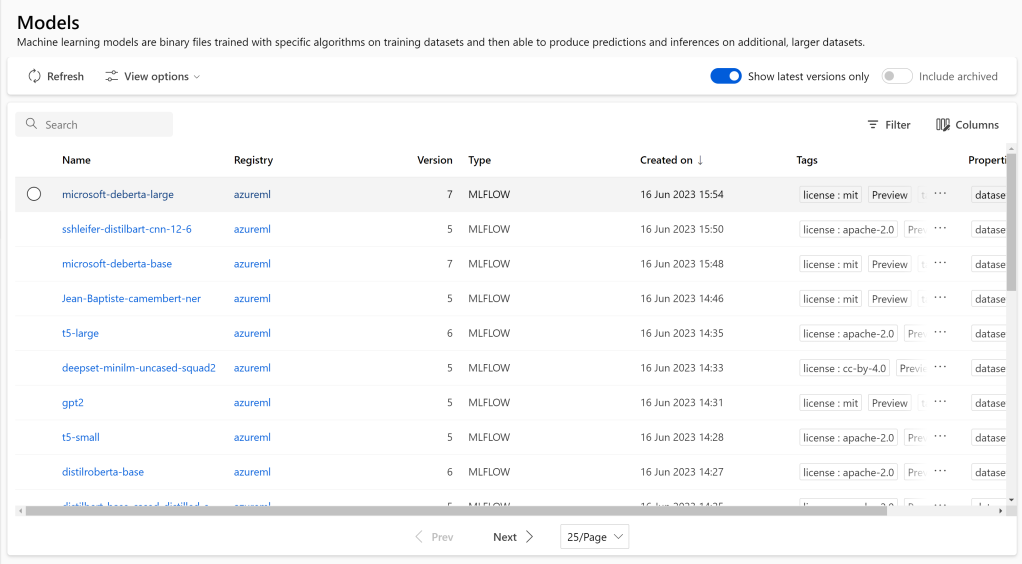 Models
Machine learning models are binary files trained with specific algorithms on training datasets and then able to produce predictions and inferences on additional, larger datasets.
Refresh View options Show latest versions only Include archived
Search Filter Columns
Name Registry Version Type Created on ↓ Tags Properti
microsoft-deberta-large azureml 7 MLFLOW 16 Jun 2023 15:54 license : mit Preview ··· datase
sshleifer-distilbart-cnn-12-6 azureml 5 MLFLOW 16 Jun 2023 15:50 license : apache-2.0 Pre ··· datase
microsoft-deberta-base azureml 7 MLFLOW 16 Jun 2023 15:48 license : mit Preview ··· datase
Jean-Baptiste-camembert-ner azureml 5 MLFLOW 16 Jun 2023 14:46 license : mit Preview ··· datase
t5-large azureml 6 MLFLOW 16 Jun 2023 14:35 license : apache-2.0 Pre ··· datase
deepset-minilm-uncased-squad2 azureml 5 MLFLOW 16 Jun 2023 14:33 license : cc-by-4.0 Previe ··· datase
gpt2 azureml 5 MLFLOW 16 Jun 2023 14:31 license : mit Preview ··· datase
t5-small azureml 5 MLFLOW 16 Jun 2023 14:28 license : apache-2.0 Pre ··· datase
distilroberta-base azureml 6 MLFLOW 16 Jun 2023 14:27 license : apache-2.0 Pre ··· datase
Prev Next 25/Page